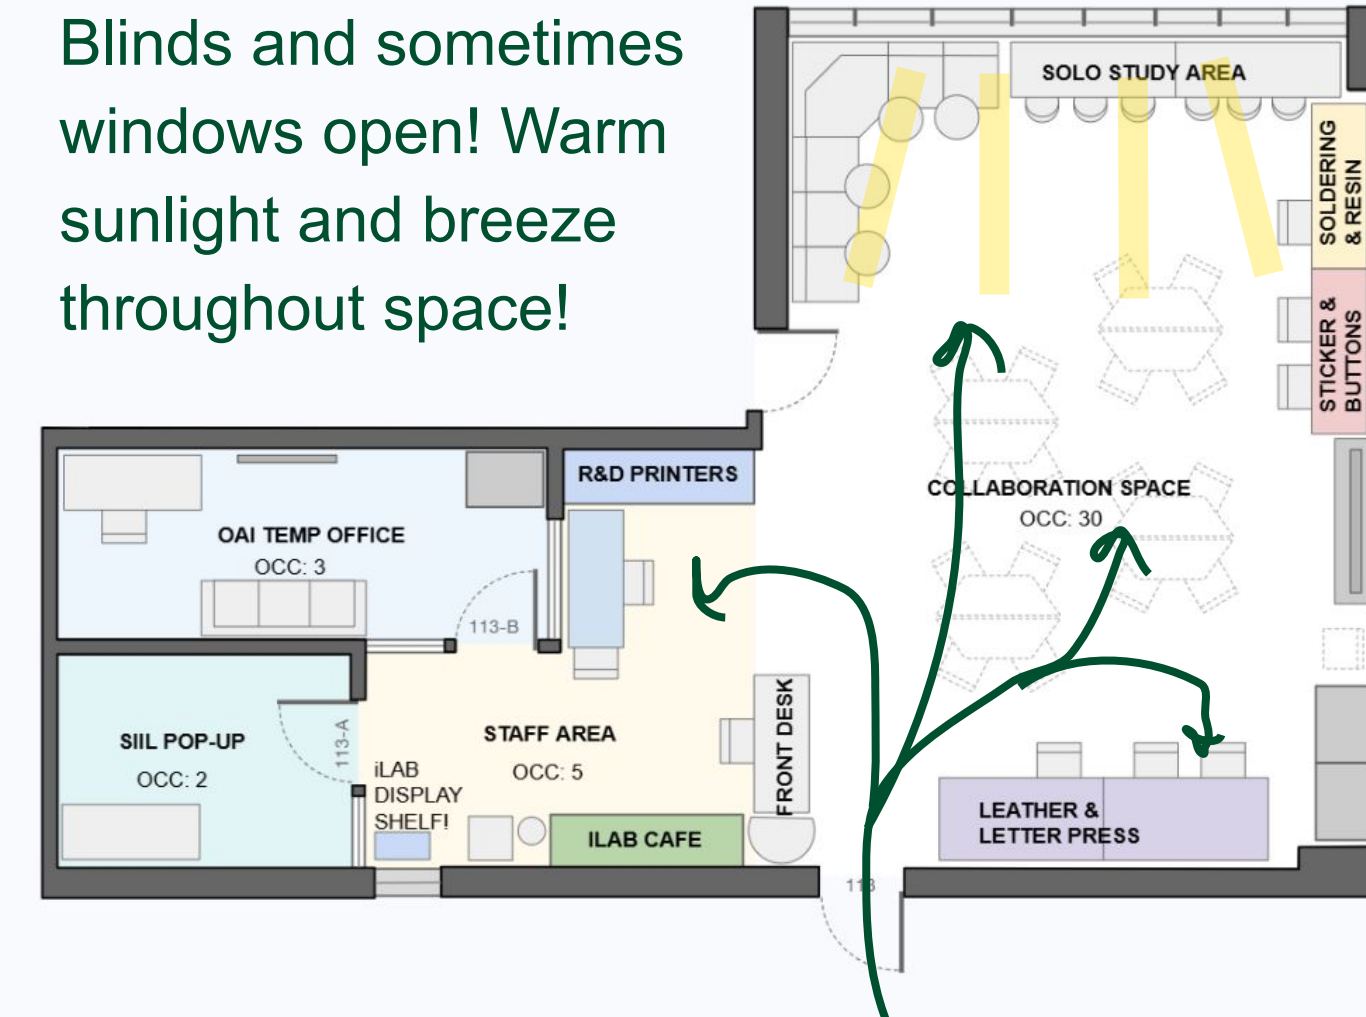 Blinds and sometimes
windows open! Warm
sunlight and breeze
throughout space!
SOLO STUDY AREA
SOLDERING
& RESIN
STICKER &
BUTTONS
R&D PRINTERS
OAI TEMP OFFICE
OCC: 3
113-B
COLLABORATION SPACE
OCC: 30
SIIL POP-UP
OCC: 2
113-A
STAFF AREA
OCC: 5
iLAB
DISPLAY
SHELF!
FRONT DESK
ILAB CAFE
LEATHER &
LETTER PRESS
113